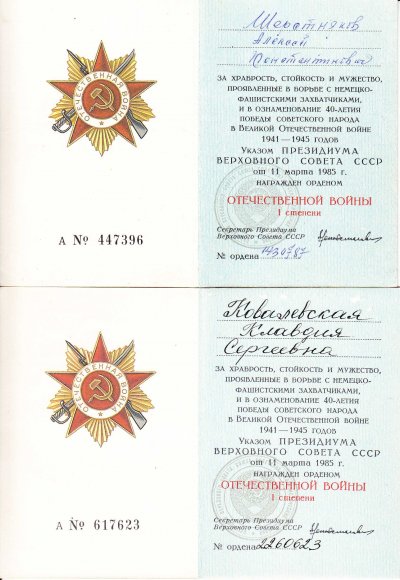 ОТЕЧЕСТВЕННАЯ ВОЙНА
А № 447396
Алексей
Константинович
ЗА ХРАБРОСТЬ, СТОЙКОСТЬ И МУЖЕСТВО,
ПРОЯВЛЕННЫЕ В БОРЬБЕ С НЕМЕЦКО-
ФАШИСТСКИМИ ЗАХВАТЧИКАМИ,
И В ОЗНАМЕНОВАНИЕ 40-ЛЕТИЯ
ПОБЕДЫ СОВЕТСКОГО НАРОДА
В ВЕЛИКОЙ ОТЕЧЕСТВЕННОЙ ВОЙНЕ
1941—1945 ГОДОВ
УКАЗОМ ПРЕЗИДИУМА
ВЕРХОВНОГО СОВЕТА СССР
от 11 марта 1985 г.
НАГРАЖДЕН ОРДЕНОМ
ОТЕЧЕСТВЕННОЙ ВОЙНЫ
I степени
Секретарь Президиума
Верховного Совета СССР
№ ордена
ОТЕЧЕСТВЕННАЯ ВОЙНА
А № 617623
Ковалевская
Клавдия
Сергеевна
ЗА ХРАБРОСТЬ, СТОЙКОСТЬ И МУЖЕСТВО,
ПРОЯВЛЕННЫЕ В БОРЬБЕ С НЕМЕЦКО-
ФАШИСТСКИМИ ЗАХВАТЧИКАМИ,
И В ОЗНАМЕНОВАНИЕ 40-ЛЕТИЯ
ПОБЕДЫ СОВЕТСКОГО НАРОДА
В ВЕЛИКОЙ ОТЕЧЕСТВЕННОЙ ВОЙНЕ
1941—1945 ГОДОВ
УКАЗОМ ПРЕЗИДИУМА
ВЕРХОВНОГО СОВЕТА СССР
от 11 марта 1985 г.
НАГРАЖДЕН ОРДЕНОМ
ОТЕЧЕСТВЕННОЙ ВОЙНЫ
I степени
Секретарь Президиума
Верховного Совета СССР
№ ордена 2260623